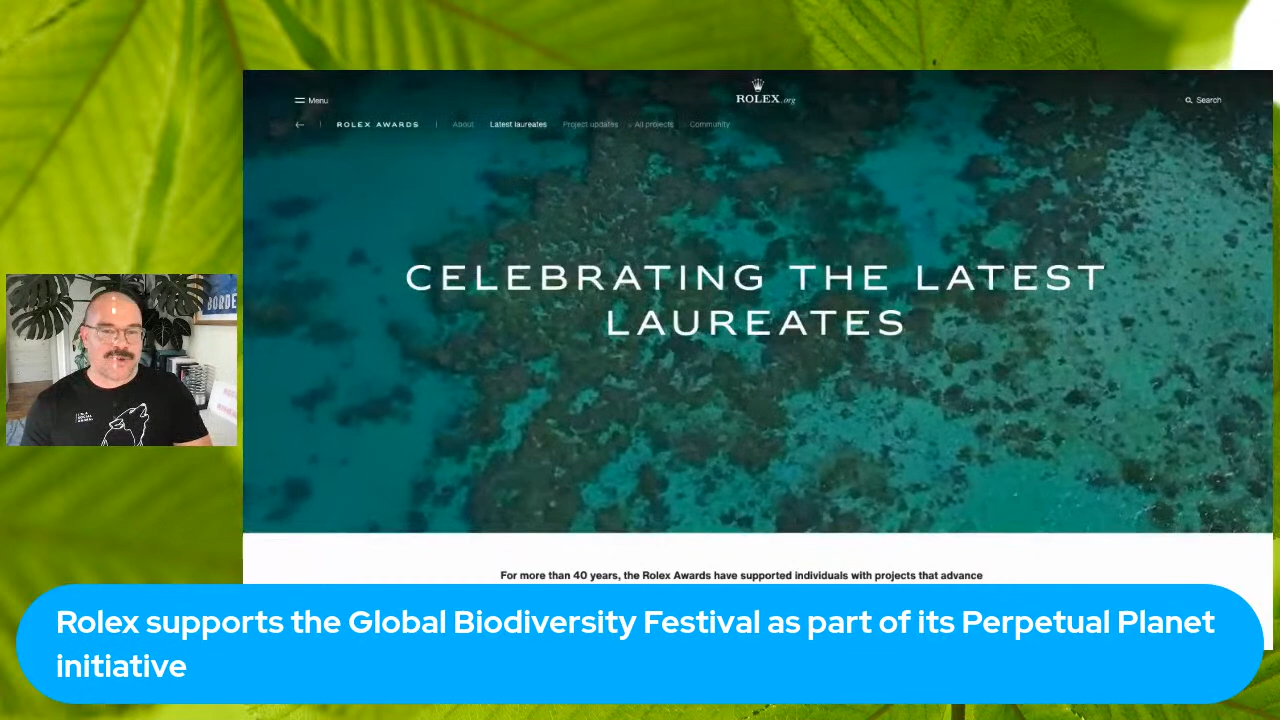 Menu
ROLEX.org
Search
ROLEX AWARDS
About
Latest laureates
Project updates
All projects
Community
CELEBRATING THE LATEST
LAUREATES
BORDE
For more than 40 years, the Rolex Awards have supported individuals with projects that advance
Rolex supports the Global Biodiversity Festival as part of its Perpetual Planet
initiative